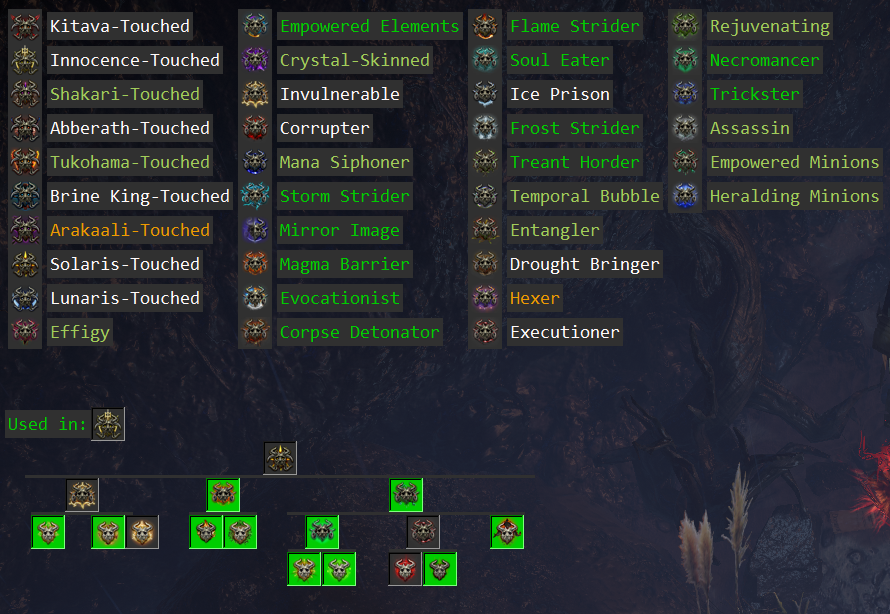 Kitava-Touched Empowered Elements Flame Strider Rejuvenating
Innocence-Touched Crystal-Skinned Soul Eater Necromancer
Shakari-Touched Invulnerable Ice Prison Trickster
Abberath-Touched Corrupter Frost Strider Assassin
Tukohama-Touched Mana Siphoner Treant Horder Empowered Minions
Brine King-Touched Storm Strider Temporal Bubble Heralding Minions
Arakaali-Touched Mirror Image Entangler
Solaris-Touched Magma Barrier Drought Bringer
Lunaris-Touched Evocationist Hexer
Effigy Corpse Detonator Executioner
Used in: